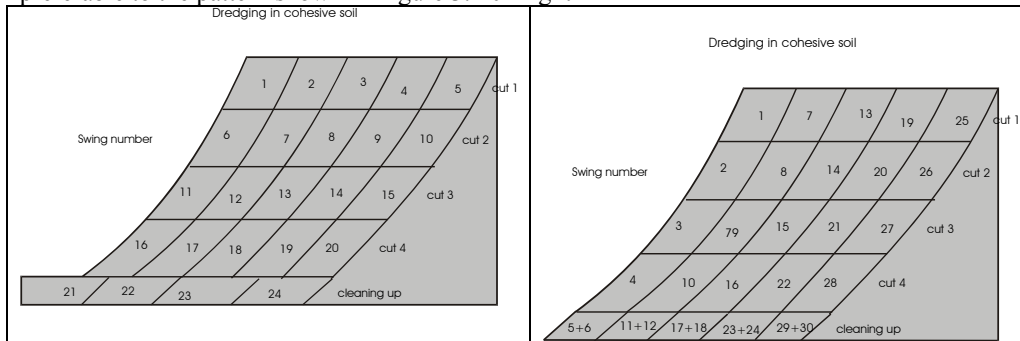 Dredging in cohesive soil
1 2 3 4 5 cut 1
Swing number
6 7 8 9 10 cut 2
11 12 13 14 15 cut 3
16 17 18 19 20 cut 4
21 22 23 24 cleaning up
Dredging in cohesive soil
1 7 13 19 25 cut 1
Swing number
2 8 14 20 26 cut 2
3 79 15 21 27 cut 3
4 10 16 22 28 cut 4
5+6 11+12 17+18 23+24 29+30 cleaning up